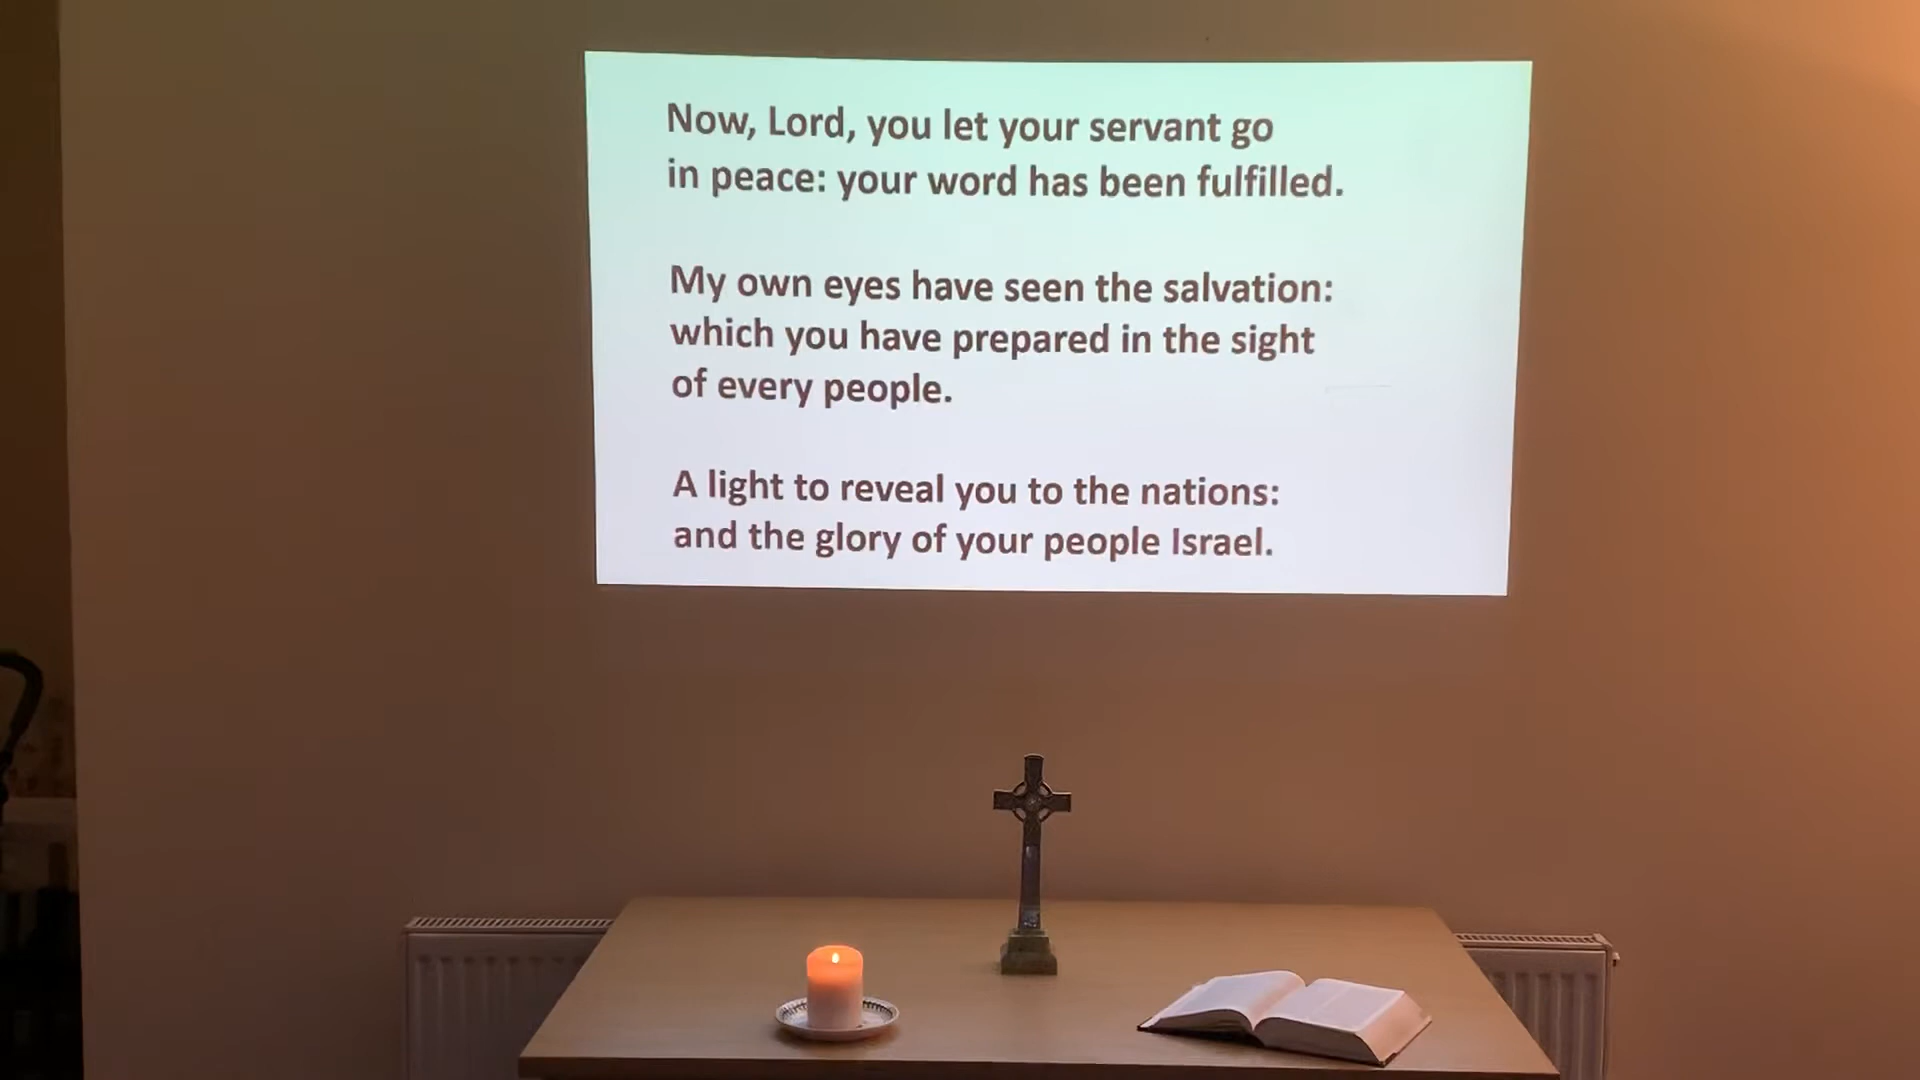 Now, Lord, you let your servant go
in peace: your word has been fulfilled.
My own eyes have seen the salvation:
which you have prepared in the sight
of every people.
A light to reveal you to the nations:
and the glory of your people Israel.